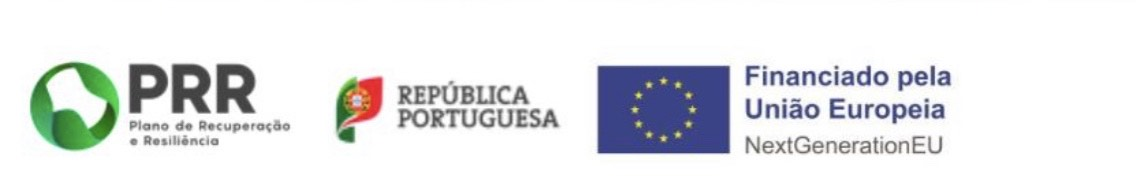 PRR
Plano de Recuperação
e Resiliência
REPÚBLICA
PORTUGUESA
Financiado pela
União Europeia
NextGenerationEU